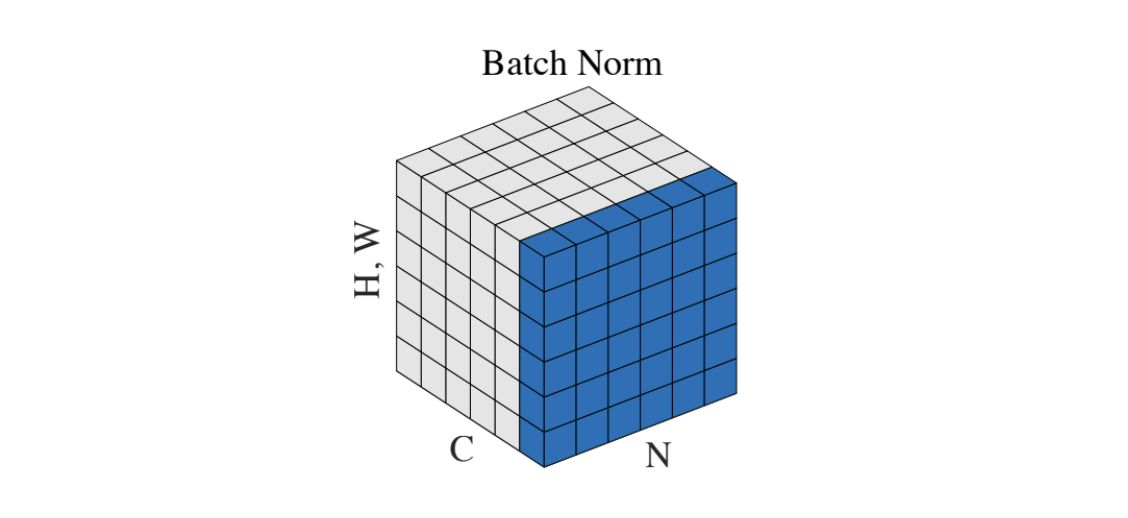 Batch Norm
H, W
C
N